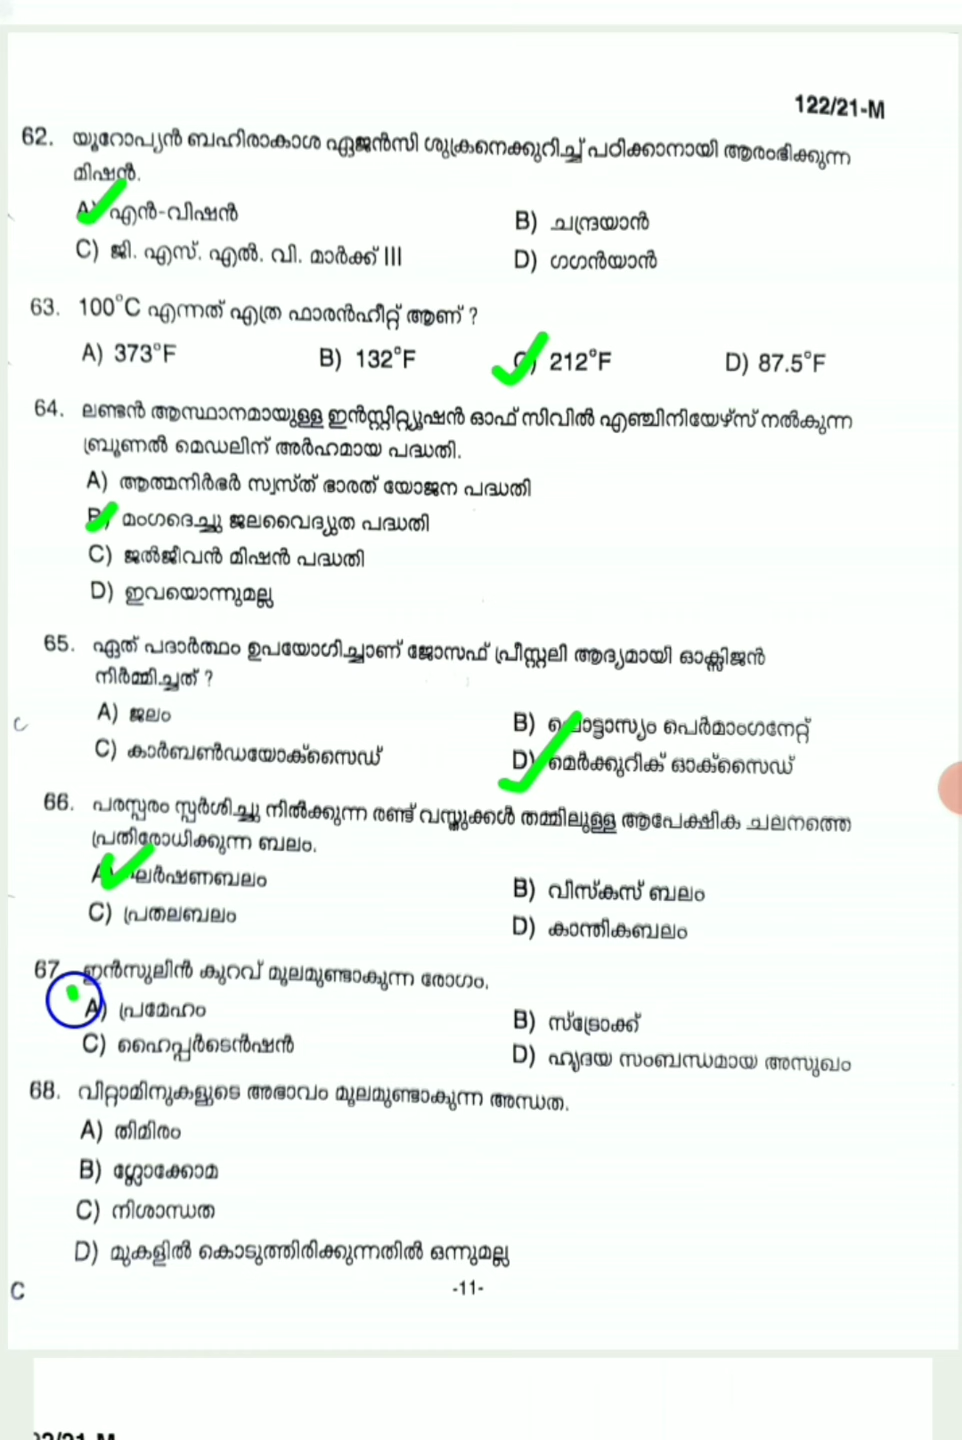 122/21-M
62. യൂറോപ്യൻ ബഹിരാകാശ ഏജൻസി ശുക്രനെക്കുറിച്ച് പഠിക്കാനായി ആരംഭിക്കുന്ന
മിഷൻ.
A) എൻ-വിഷൻ B) ചന്ദ്രയാൻ
C) ജി. എസ്. എൽ. വി. മാർക്ക് III D) ഗഗൻയാൻ
63. 100°C എന്നത് എത്ര ഫാരൻഹീറ്റ് ആണ് ?
A) 373°F B) 132°F C) 212°F D) 87.5°F
64. ലണ്ടൻ ആസ്ഥാനമായുള്ള ഇൻസ്റ്റിറ്റ്യൂഷൻ ഓഫ് സിവിൽ എഞ്ചിനിയേഴ്സ് നൽകുന്ന
ബ്രൂണൽ മെഡലിന് അർഹമായ പദ്ധതി.
A) ആത്മനിർഭർ സ്വസ്ത് ഭാരത് യോജന പദ്ധതി
B) മംഗദെച്ചു ജലവൈദ്യുത പദ്ധതി
C) ജൽജീവൻ മിഷൻ പദ്ധതി
D) ഇവയൊന്നുമല്ല
65. ഏത് പദാർത്ഥം ഉപയോഗിച്ചാണ് ജോസഫ് പ്രീസ്റ്റലി ആദ്യമായി ഓക്സിജൻ
നിർമ്മിച്ചത് ?
A) ജലം B) പൊട്ടാസ്യം പെർമാംഗനേറ്റ്
C) കാർബൺഡയോക്സൈഡ് D) മെർക്കുറിക് ഓക്സൈഡ്
66. പരസ്പരം സ്പർശിച്ചു നിൽക്കുന്ന രണ്ട് വസ്തുക്കൾ തമ്മിലുള്ള ആപേക്ഷിക ചലനത്തെ
പ്രതിരോധിക്കുന്ന ബലം.
A) ഘർഷണബലം B) വിസ്കസ് ബലം
C) പ്രതലബലം D) കാന്തികബലം
67. ഇൻസുലിൻ കുറവ് മൂലമുണ്ടാകുന്ന രോഗം.
A) പ്രമേഹം B) സ്ട്രോക്ക്
C) ഹൈപ്പർടെൻഷൻ D) ഹൃദയ സംബന്ധമായ അസുഖം
68. വിറ്റാമിനുകളുടെ അഭാവം മൂലമുണ്ടാകുന്ന അന്ധത.
A) തിമിരം
B) ഗ്ലോക്കോമ
C) നിശാന്ധത
D) മുകളിൽ കൊടുത്തിരിക്കുന്നതിൽ ഒന്നുമല്ല
C -11-